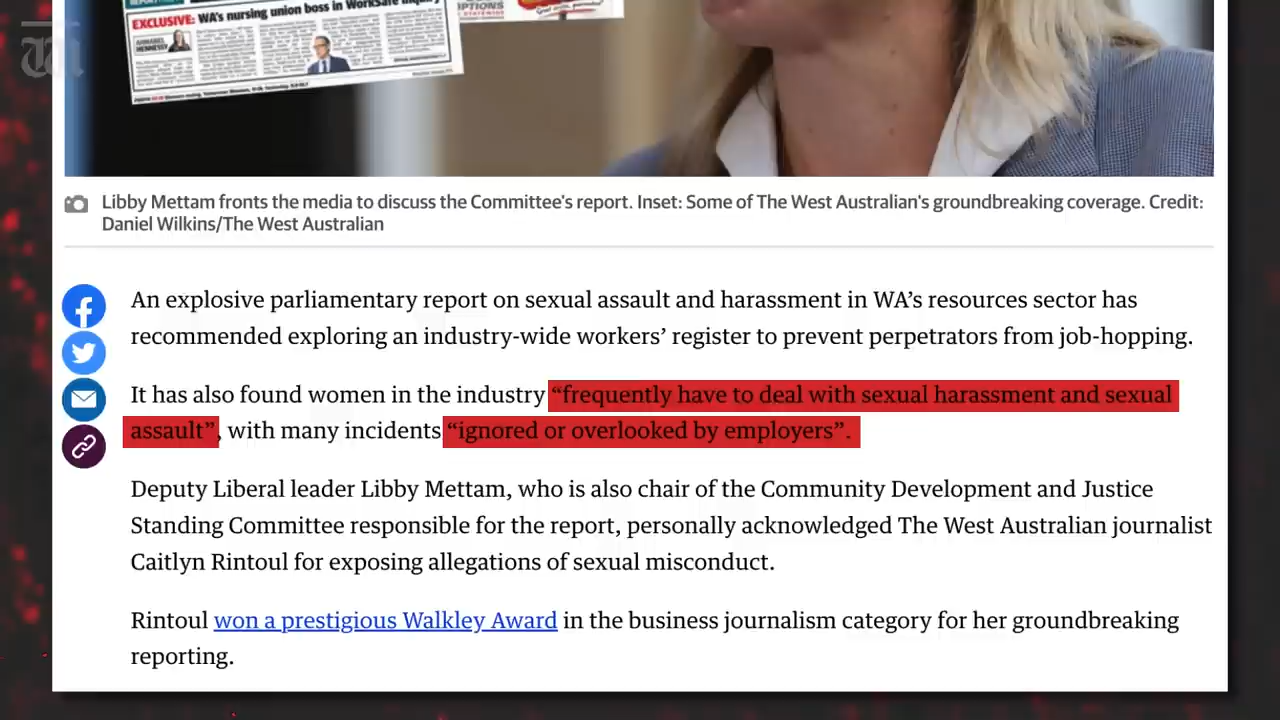 WA's nursing union boss in WorkSafe inquiry
EXCLUSIVE:
ANNABEL
HENNESSY
OPTIONS
Libby Mettam fronts the media to discuss the Committee's report. Inset: Some of The West Australian's groundbreaking coverage. Credit:
Daniel Wilkins/The West Australian
An explosive parliamentary report on sexual assault and harassment in WA’s resources sector has
recommended exploring an industry-wide workers’ register to prevent perpetrators from job-hopping.
It has also found women in the industry “frequently have to deal with sexual harassment and sexual
assault”, with many incidents “ignored or overlooked by employers”.
Deputy Liberal leader Libby Mettam, who is also chair of the Community Development and Justice
Standing Committee responsible for the report, personally acknowledged The West Australian journalist
Caitlyn Rintoul for exposing allegations of sexual misconduct.
Rintoul won a prestigious Walkley Award in the business journalism category for her groundbreaking
reporting.